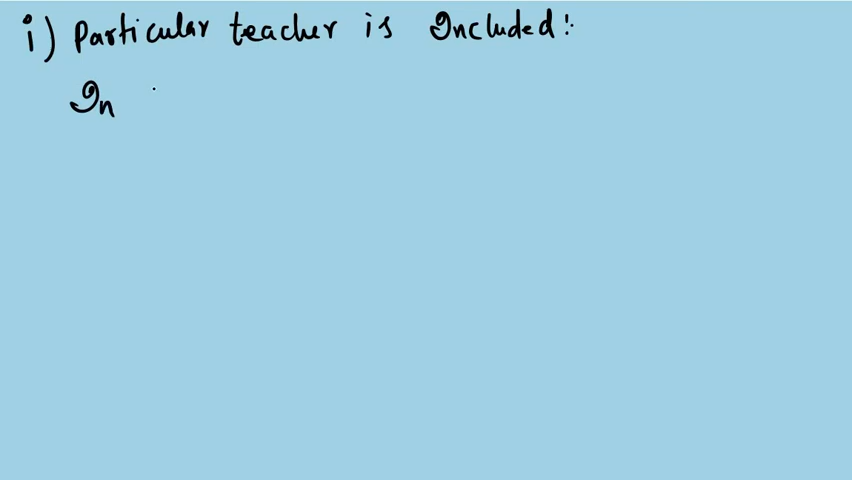 i) Particular teacher is Included :-
In